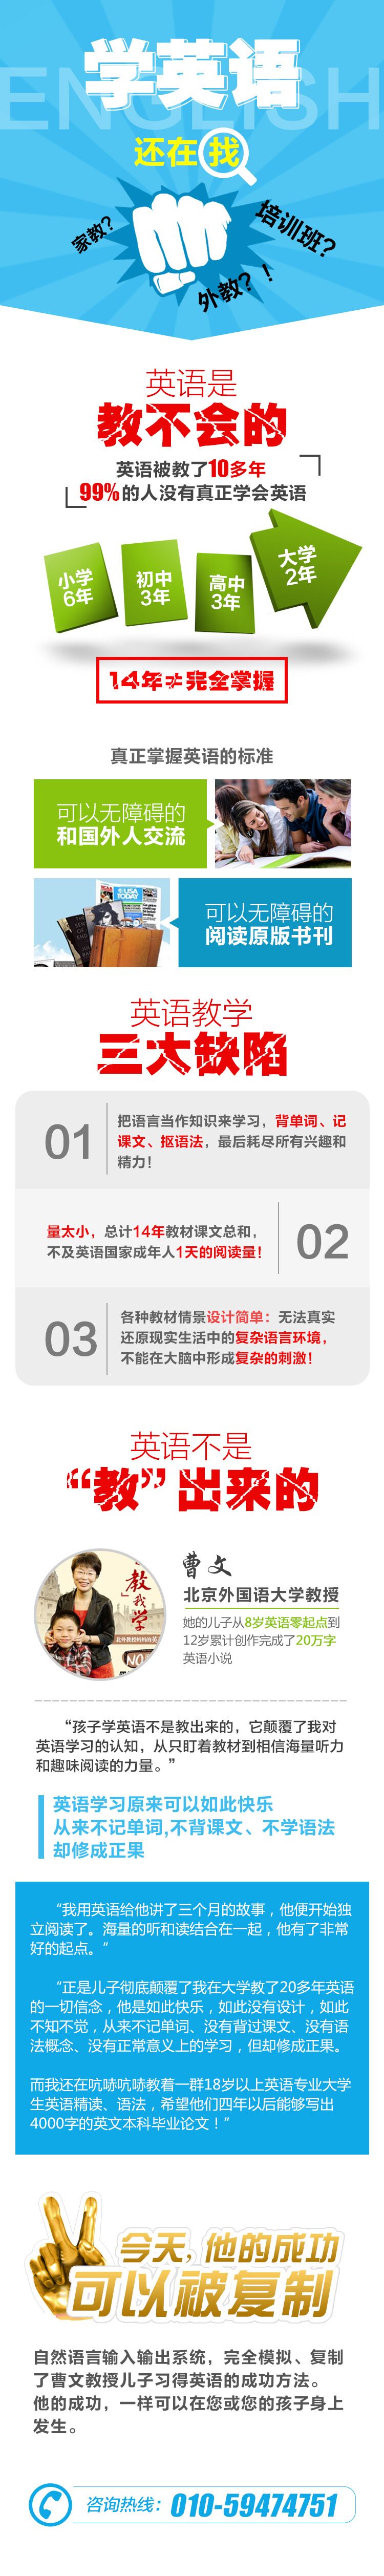 ENGLISH
学英语
还在找
家教？
培训班？
外教？！
英语是
教不会的
英语被教了10多年
99%的人没有真正学会英语
小学
6年
初中
3年
高中
3年
大学
2年
14年≠完全掌握
真正掌握英语的标准
可以无障碍的
和国外人交流
USA
TODAY
可以无障碍的
阅读原版书刊
英语教学
三大缺陷
01
把语言当作知识来学习，背单词、记
课文、抠语法，最后耗尽所有兴趣和
精力！
量太小，总计14年教材课文总和，
不及英语国家成年人1天的阅读量！
02
03
各种教材情景设计简单：无法真实
还原现实生活中的复杂语言环境，
不能在大脑中形成复杂的刺激！
英语不是
“教”出来的
教我学
北外教授妈妈的英
NO.
曹文
北京外国语大学教授
她的儿子从8岁英语零起点到
12岁累计创作完成了20万字
英语小说
“孩子学英语不是教出来的，它颠覆了我对
英语学习的认知，从只盯着教材到相信海量听力
和趣味阅读的力量。”
英语学习原来可以如此快乐
从来不记单词,不背课文、不学语法
却修成正果
“我用英语给他讲了三个月的故事，他便开始独
立阅读了。海量的听和读结合在一起，他有了非常
好的起点。”
“正是儿子彻底颠覆了我在大学教了20多年英语
的一切信念，他是如此快乐，如此没有设计，如此
不知不觉，从来不记单词、没有背过课文、没有语
法概念、没有正常意义上的学习，但却修成正果。
而我还在吭哧吭哧教着一群18岁以上英语专业大学
生英语精读、语法，希望他们四年以后能够写出
4000字的英文本科毕业论文！”
今天,他的成功
可以被复制
自然语言输入输出系统，完全模拟、复制
了曹文教授儿子习得英语的成功方法。
他的成功，一样可以在您或您的孩子身上
发生。
咨询热线：010-59474751